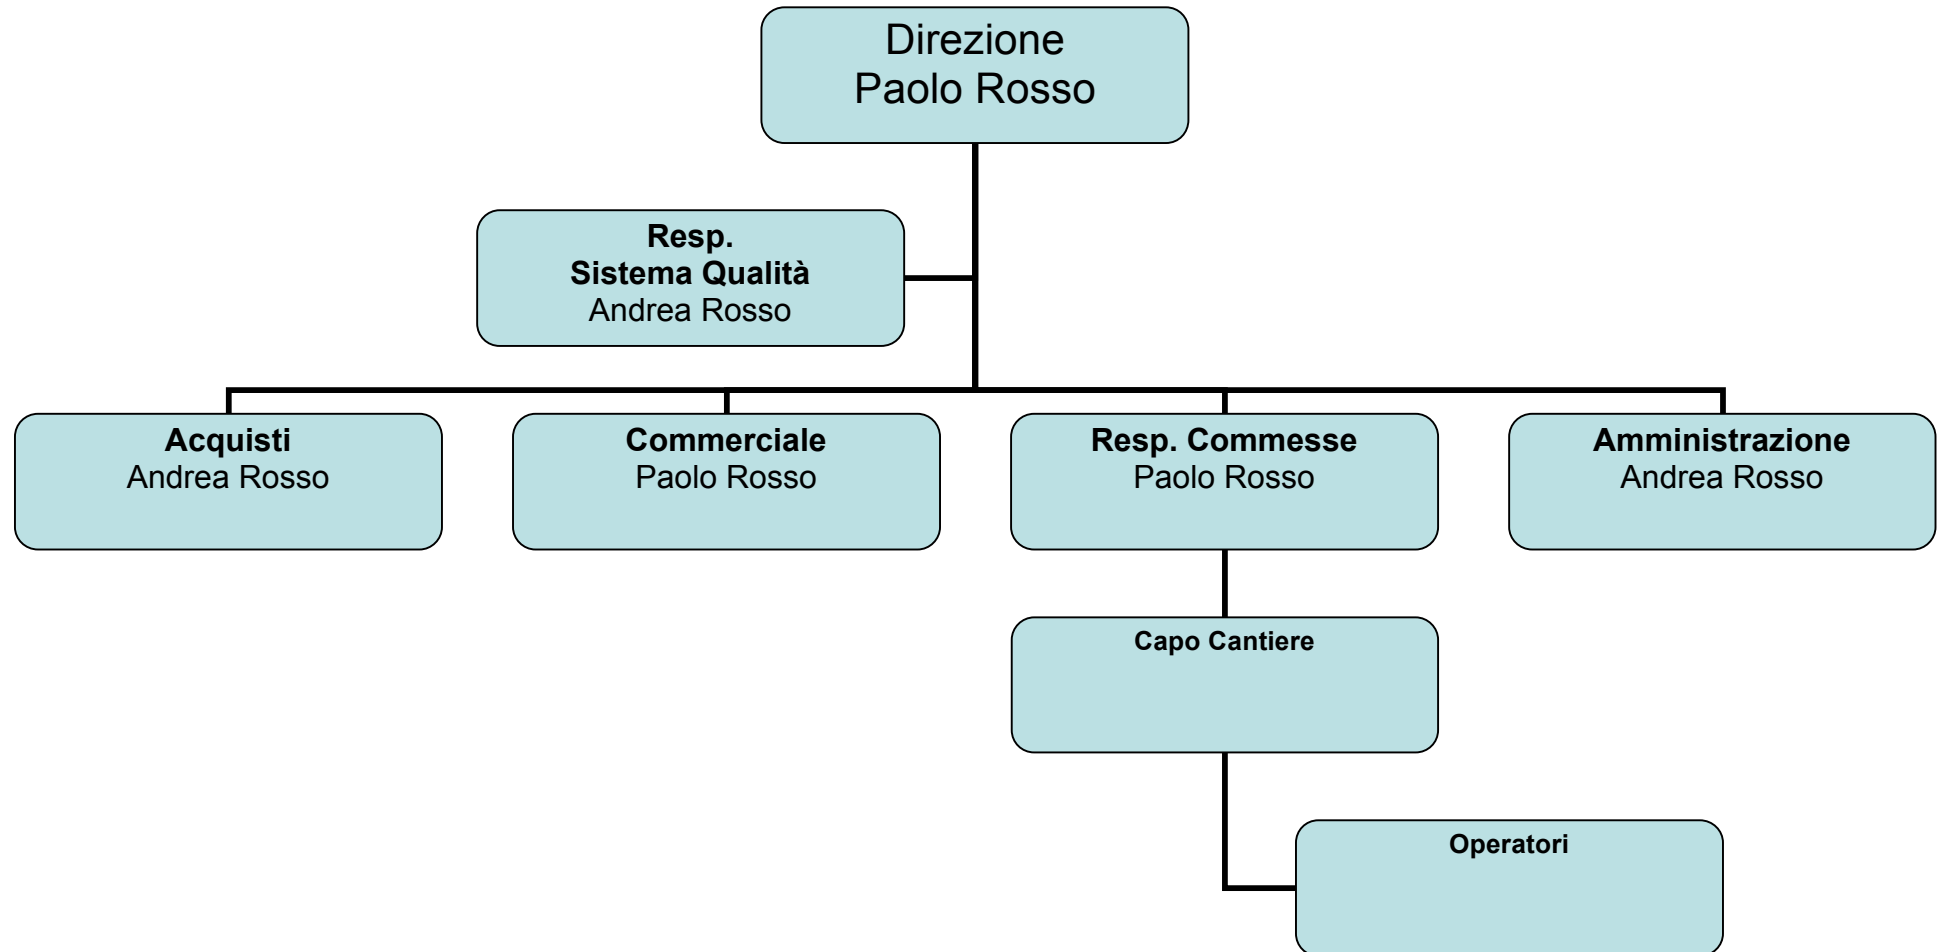 Direzione
Paolo Rosso
Resp.
Sistema Qualità
Andrea Rosso
Acquisti
Andrea Rosso
Commerciale
Paolo Rosso
Resp. Commesse
Paolo Rosso
Amministrazione
Andrea Rosso
Capo Cantiere
Operatori